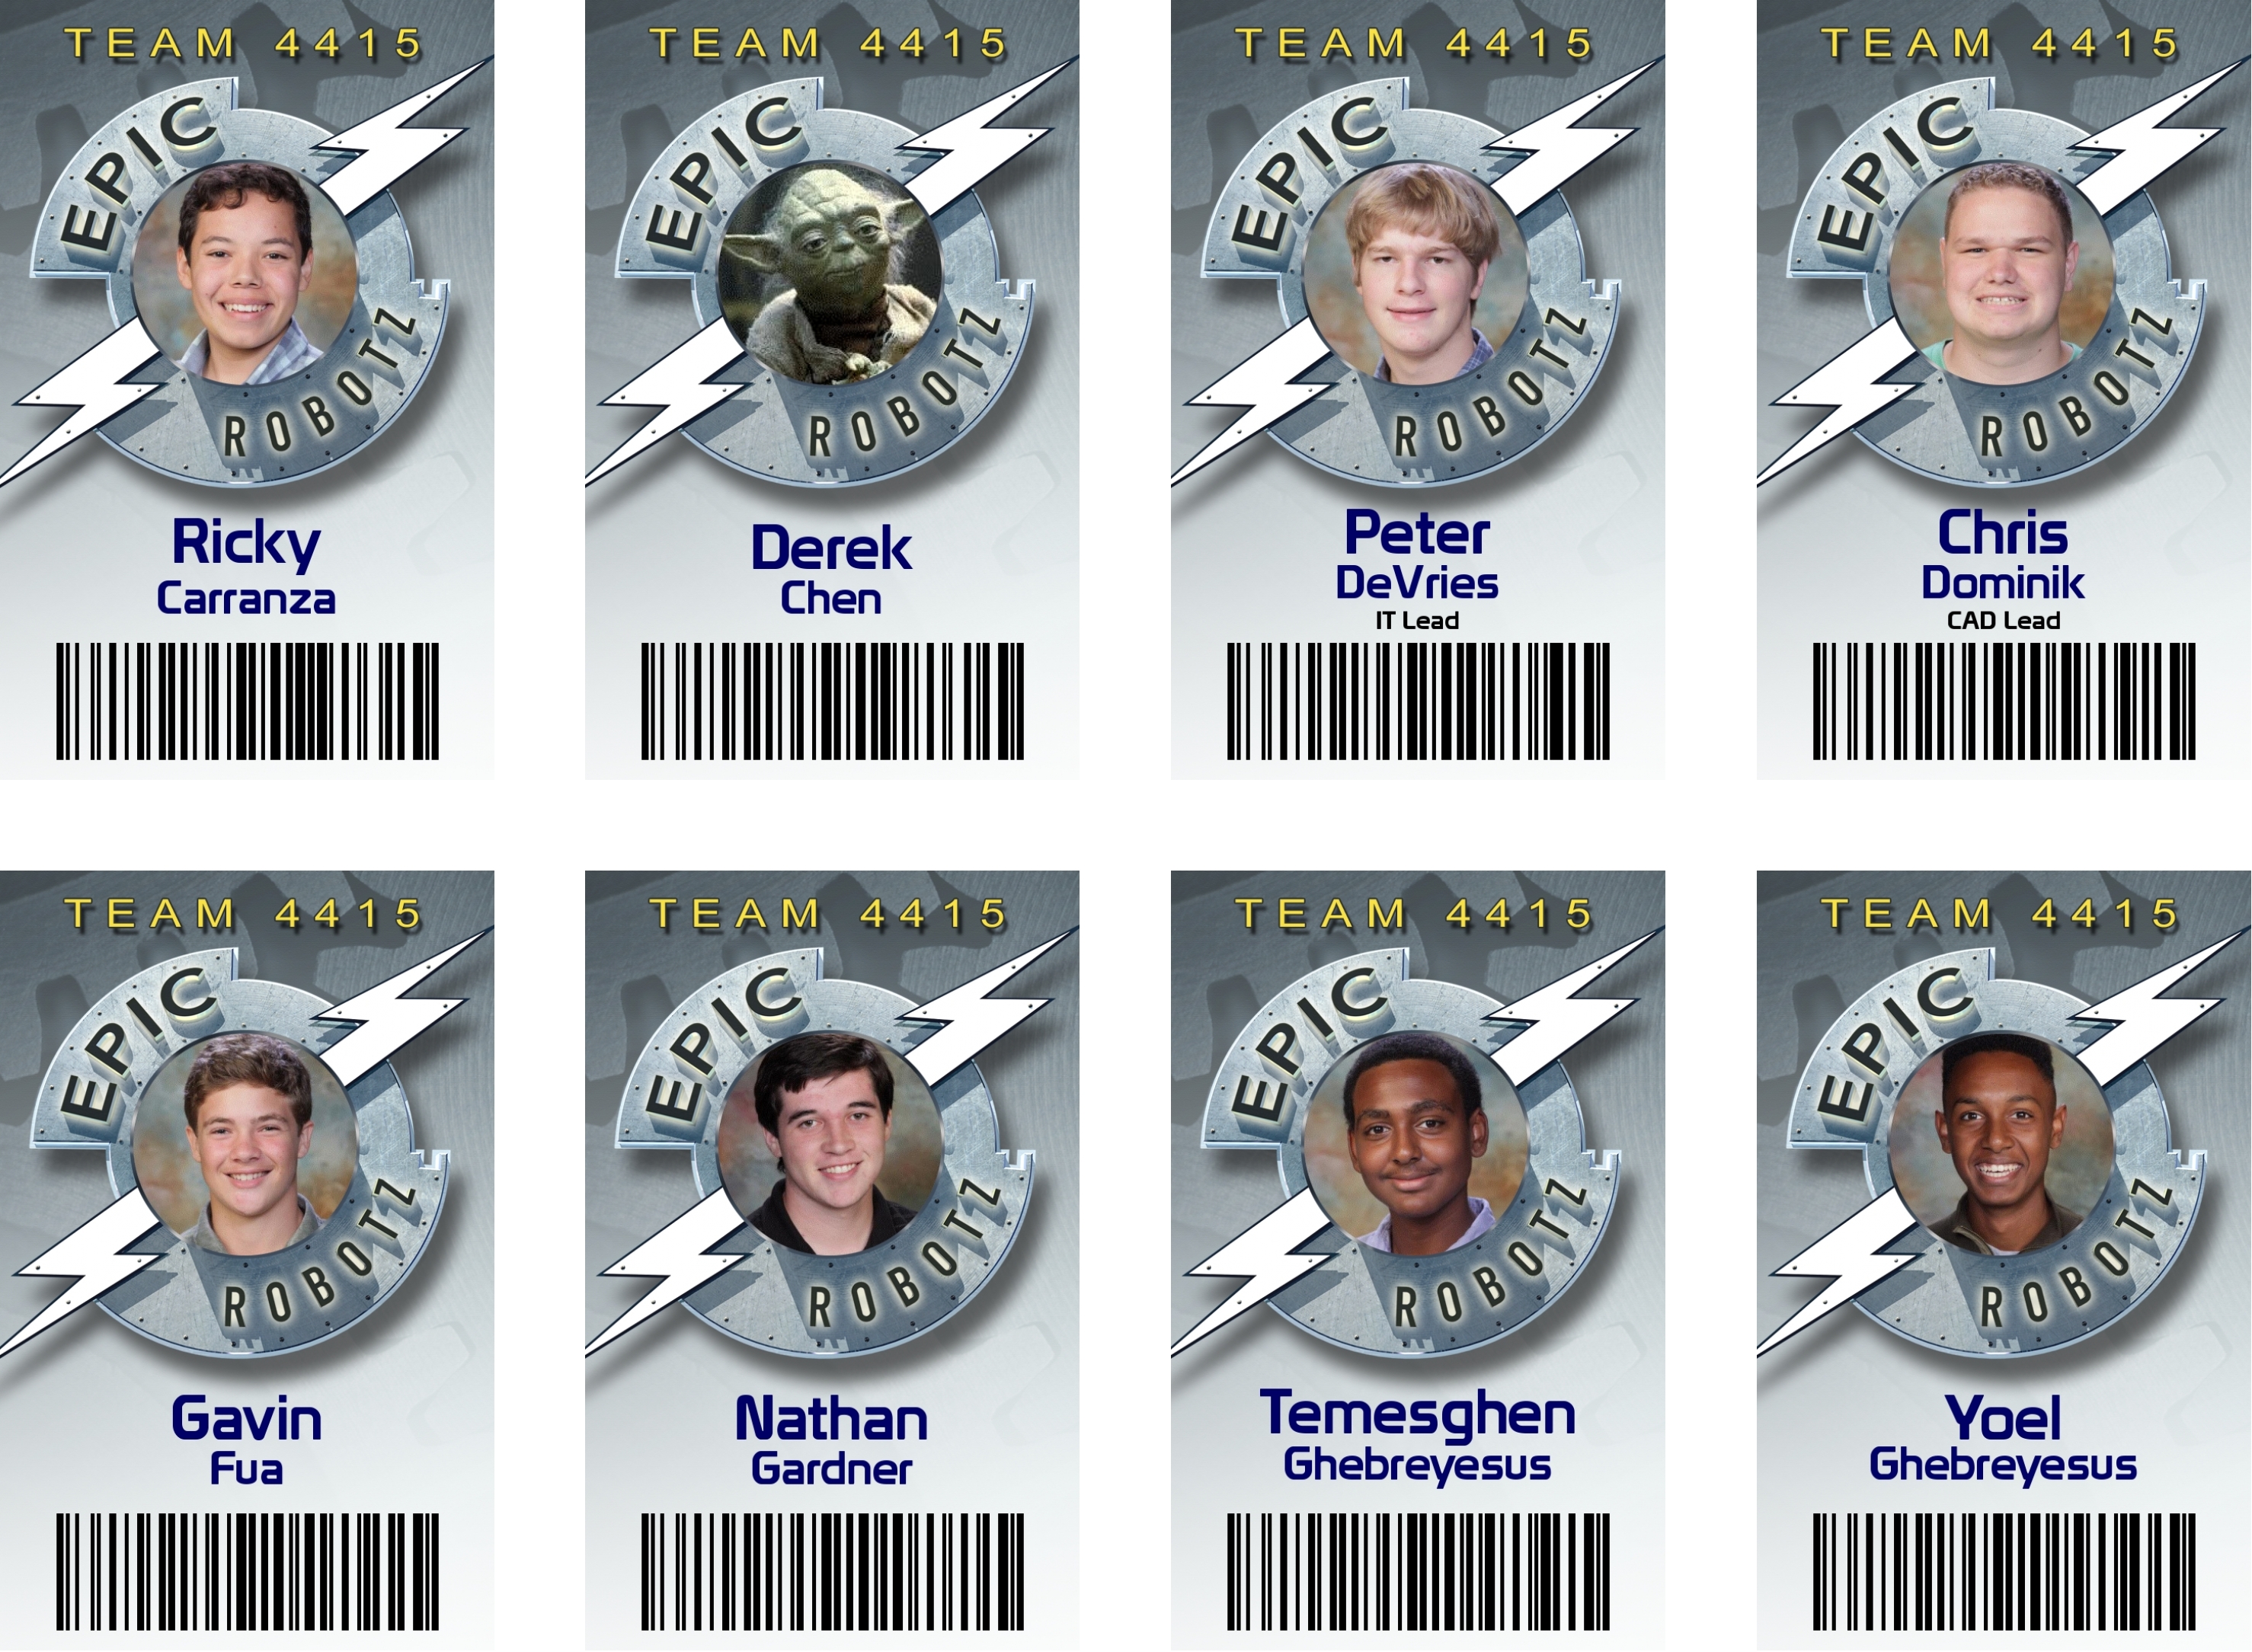 TEAM 4415
EPIC
ROBOTZ
Ricky
Carranza
TEAM 4415
EPIC
ROBOTZ
Derek
Chen
TEAM 4415
EPIC
ROBOTZ
Peter
DeVries
IT Lead
TEAM 4415
EPIC
ROBOTZ
Chris
Dominik
CAD Lead
TEAM 4415
EPIC
ROBOTZ
Gavin
Fua
TEAM 4415
EPIC
ROBOTZ
Nathan
Gardner
TEAM 4415
EPIC
ROBOTZ
Temesghen
Ghebreyesus
TEAM 4415
EPIC
ROBOTZ
Yoel
Ghebreyesus